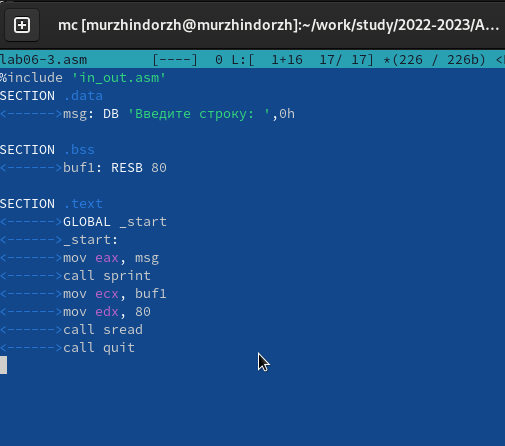 mc [murzhindorzh@murzhindorzh]:~/work/study/2022-2023/A...
lab06-3.asm [----] 0 L:[ 1+16 17/ 17] *(226 / 226b) <
%include 'in_out.asm'
SECTION .data
<------>msg: DB 'Введите строку: ',0h
SECTION .bss
<------>buf1: RESB 80
SECTION .text
<------>GLOBAL _start
<------>_start:
<------>mov eax, msg
<------>call sprint
<------>mov ecx, buf1
<------>mov edx, 80
<------>call sread
<------>call quit